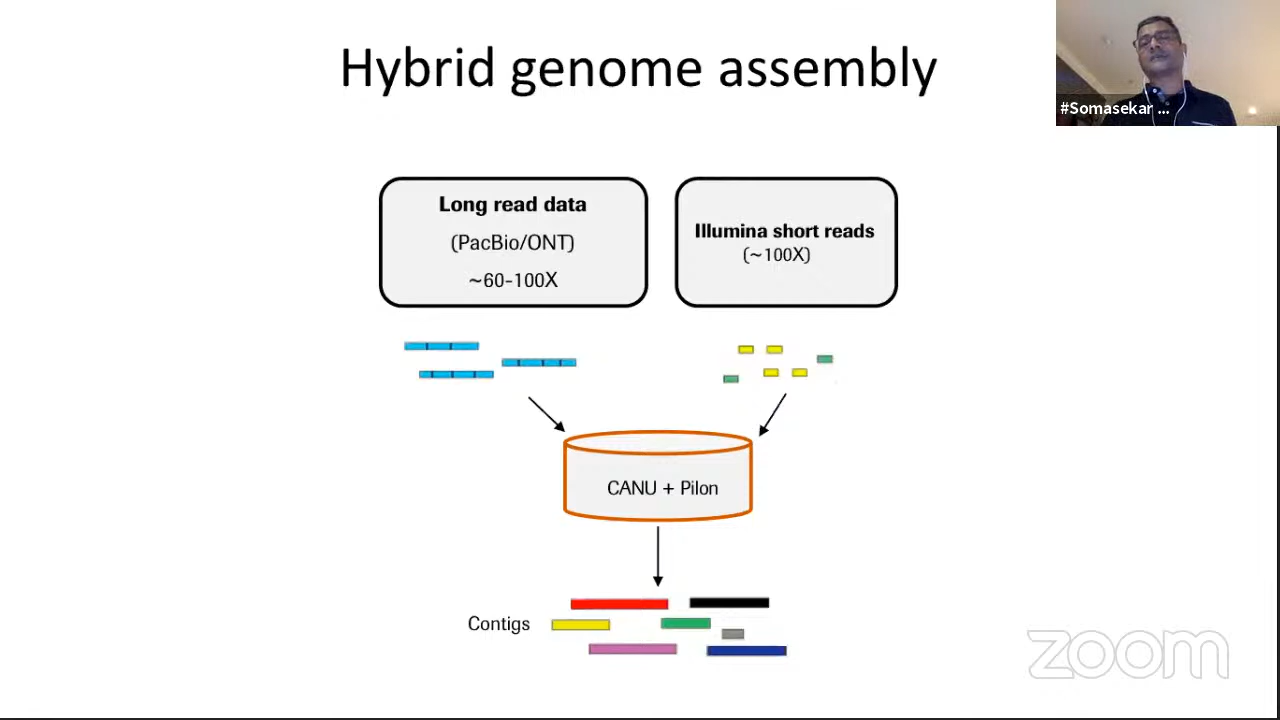 Hybrid genome assembly
#Somasekar ...
Long read data
(PacBio/ONT)
~60-100X
Illumina short reads
(~100X)
CANU + Pilon
Contigs
zoom